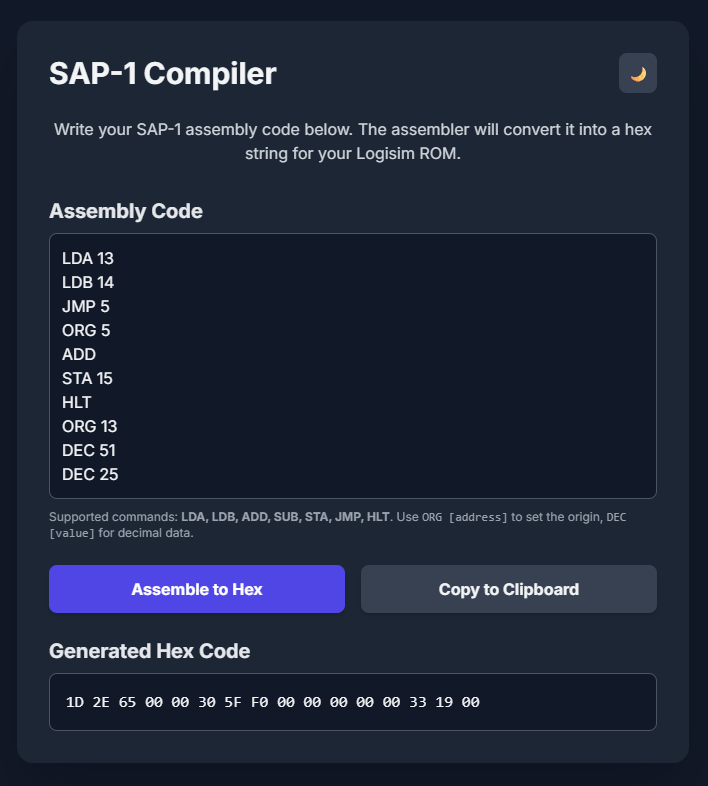 SAP-1 Compiler
Write your SAP-1 assembly code below. The assembler will convert it into a hex
string for your Logisim ROM.
Assembly Code
LDA 13
LDB 14
JMP 5
ORG 5
ADD
STA 15
HLT
ORG 13
DEC 51
DEC 25
Supported commands: LDA, LDB, ADD, SUB, STA, JMP, HLT. Use ORG [address] to set the origin, DEC
[value] for decimal data.
Assemble to Hex
Copy to Clipboard
Generated Hex Code
1D 2E 65 00 00 30 5F F0 00 00 00 00 00 33 19 00